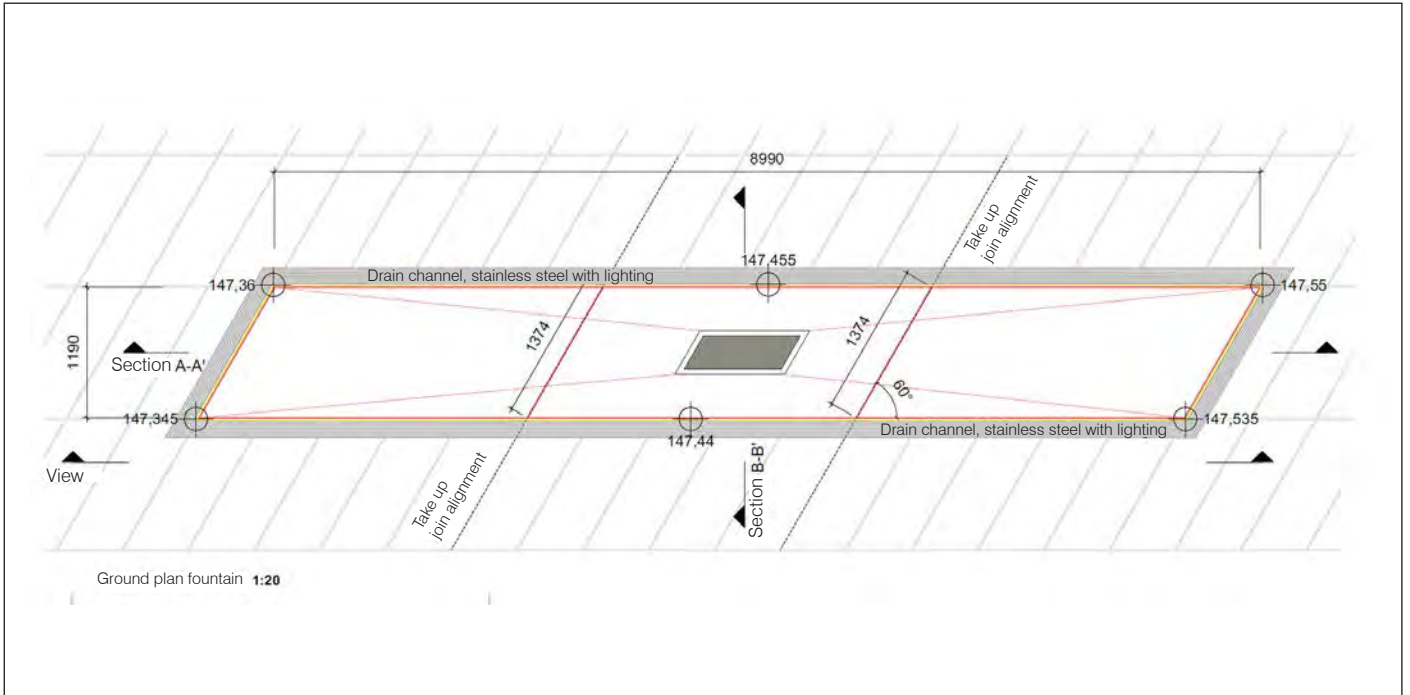 8990
Take up
join alignment
147,455
Drain channel, stainless steel with lighting
147,36
147,55
1190
1374
1374
Section A-A'
60°
147,345
147,535
Drain channel, stainless steel with lighting
147,44
View
Take up
join alignment
Section B-B'
Ground plan fountain 1:20